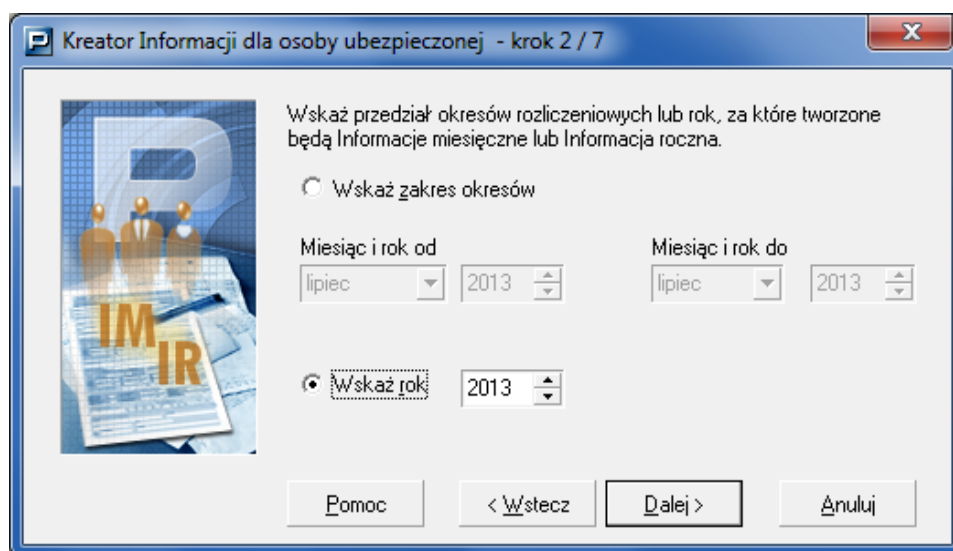 Kreator Informacji dla osoby ubezpieczonej - krok 2 / 7
Wskaż przedział okresów rozliczeniowych lub rok, za które tworzone
będą Informacje miesięczne lub Informacja roczna.
Wskaż zakres okresów
Miesiąc i rok od Miesiąc i rok do
lipiec 2013 lipiec 2013
IM IR
Wskaż rok 2013
Pomoc < Wstecz Dalej > Anuluj